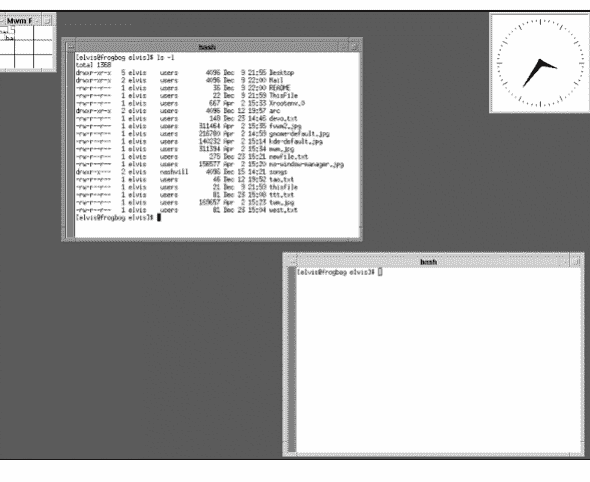 Mwm F
bash
[elvis@frogbog elvis]$ ls -l
total 1368
drwxr-xr-x 5 elvis users 4096 Dec 9 21:55 Desktop
drwxr-xr-x 2 elvis users 4096 Dec 9 22:00 Mail
-rw-r--r-- 1 elvis users 36 Dec 9 22:00 README
-rw-r--r-- 1 elvis users 22 Dec 9 21:59 ThisFile
-rw-r--r-- 1 elvis users 667 Apr 2 15:33 Xrootenv.0
drwxr-xr-x 2 elvis users 4096 Dec 12 19:57 arc
-rw-r--r-- 1 elvis users 148 Dec 23 14:46 devo.txt
-rw-r--r-- 1 elvis users 311464 Apr 2 15:35 fvwm2.jpg
-rw-r--r-- 1 elvis users 216780 Apr 2 14:59 gnome-default.jpg
-rw-r--r-- 1 elvis users 140232 Apr 2 15:14 kde-default.jpg
-rw-r--r-- 1 elvis users 311394 Apr 2 15:34 mwm.jpg
-rw-r--r-- 1 elvis users 275 Dec 23 15:21 newfile.txt
-rw-r--r-- 1 elvis users 158577 Apr 2 15:20 no-window-manager.jpg
drwxr-x--- 2 elvis nashvill 4096 Dec 15 14:21 songs
-rw-r--r-- 1 elvis users 46 Dec 12 19:52 tao.txt
-rw-r--r-- 1 elvis users 21 Dec 9 21:59 thisfile
-rw-r--r-- 1 elvis users 81 Dec 23 15:08 ttt.txt
-rw-r--r-- 1 elvis users 169657 Apr 2 15:23 twm.jpg
-rw-r--r-- 1 elvis users 81 Dec 23 15:04 west.txt
[elvis@frogbog elvis]$
bash
[elvis@frogbog elvis]$